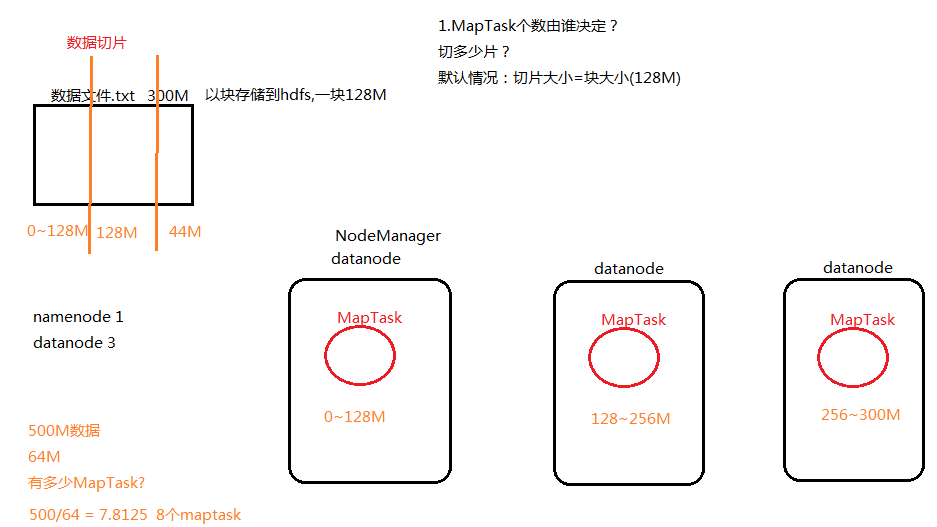 1.MapTask个数由谁决定？
切多少片？
默认情况：切片大小=块大小(128M)
数据切片
数据文件.txt 300M 以块存储到hdfs,一块128M
0~128M 128M 44M
NodeManager
datanode
datanode
datanode
namenode 1
datanode 3
MapTask
MapTask
MapTask
0~128M
128~256M
256~300M
500M数据
64M
有多少MapTask?
500/64 = 7.8125 8个maptask